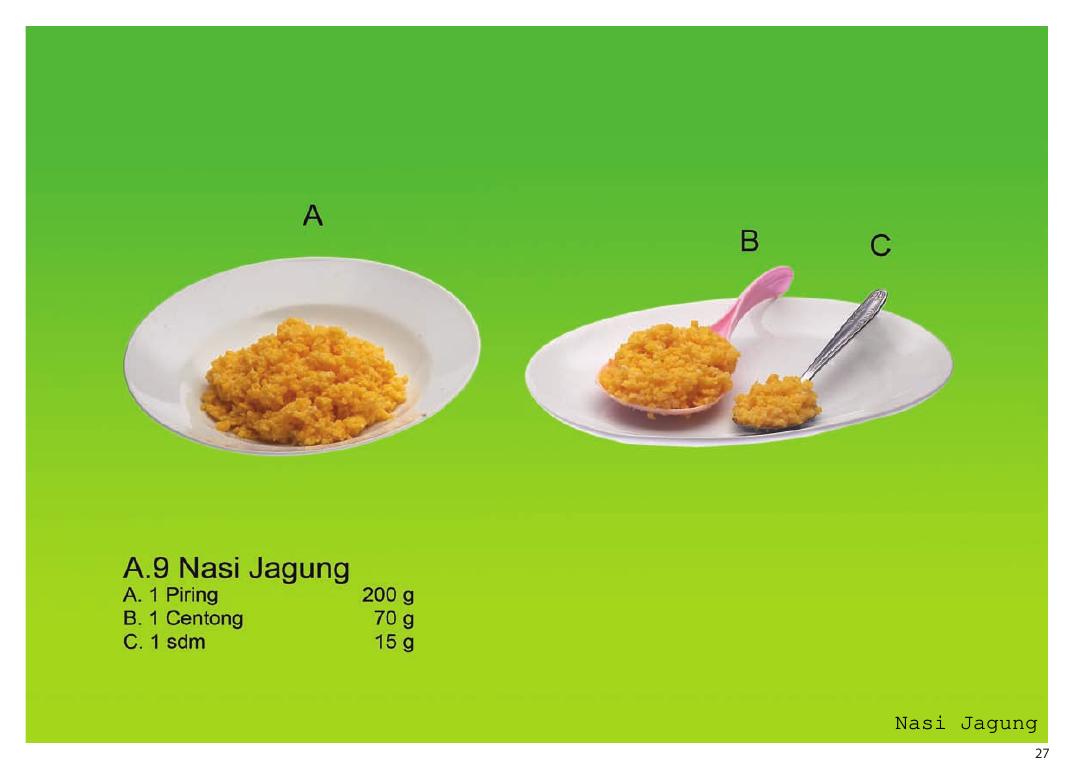 A
B
C
A.9 Nasi Jagung
A. 1 Piring 200 g
B. 1 Centong 70 g
C. 1 sdm 15 g
Nasi Jagung
27